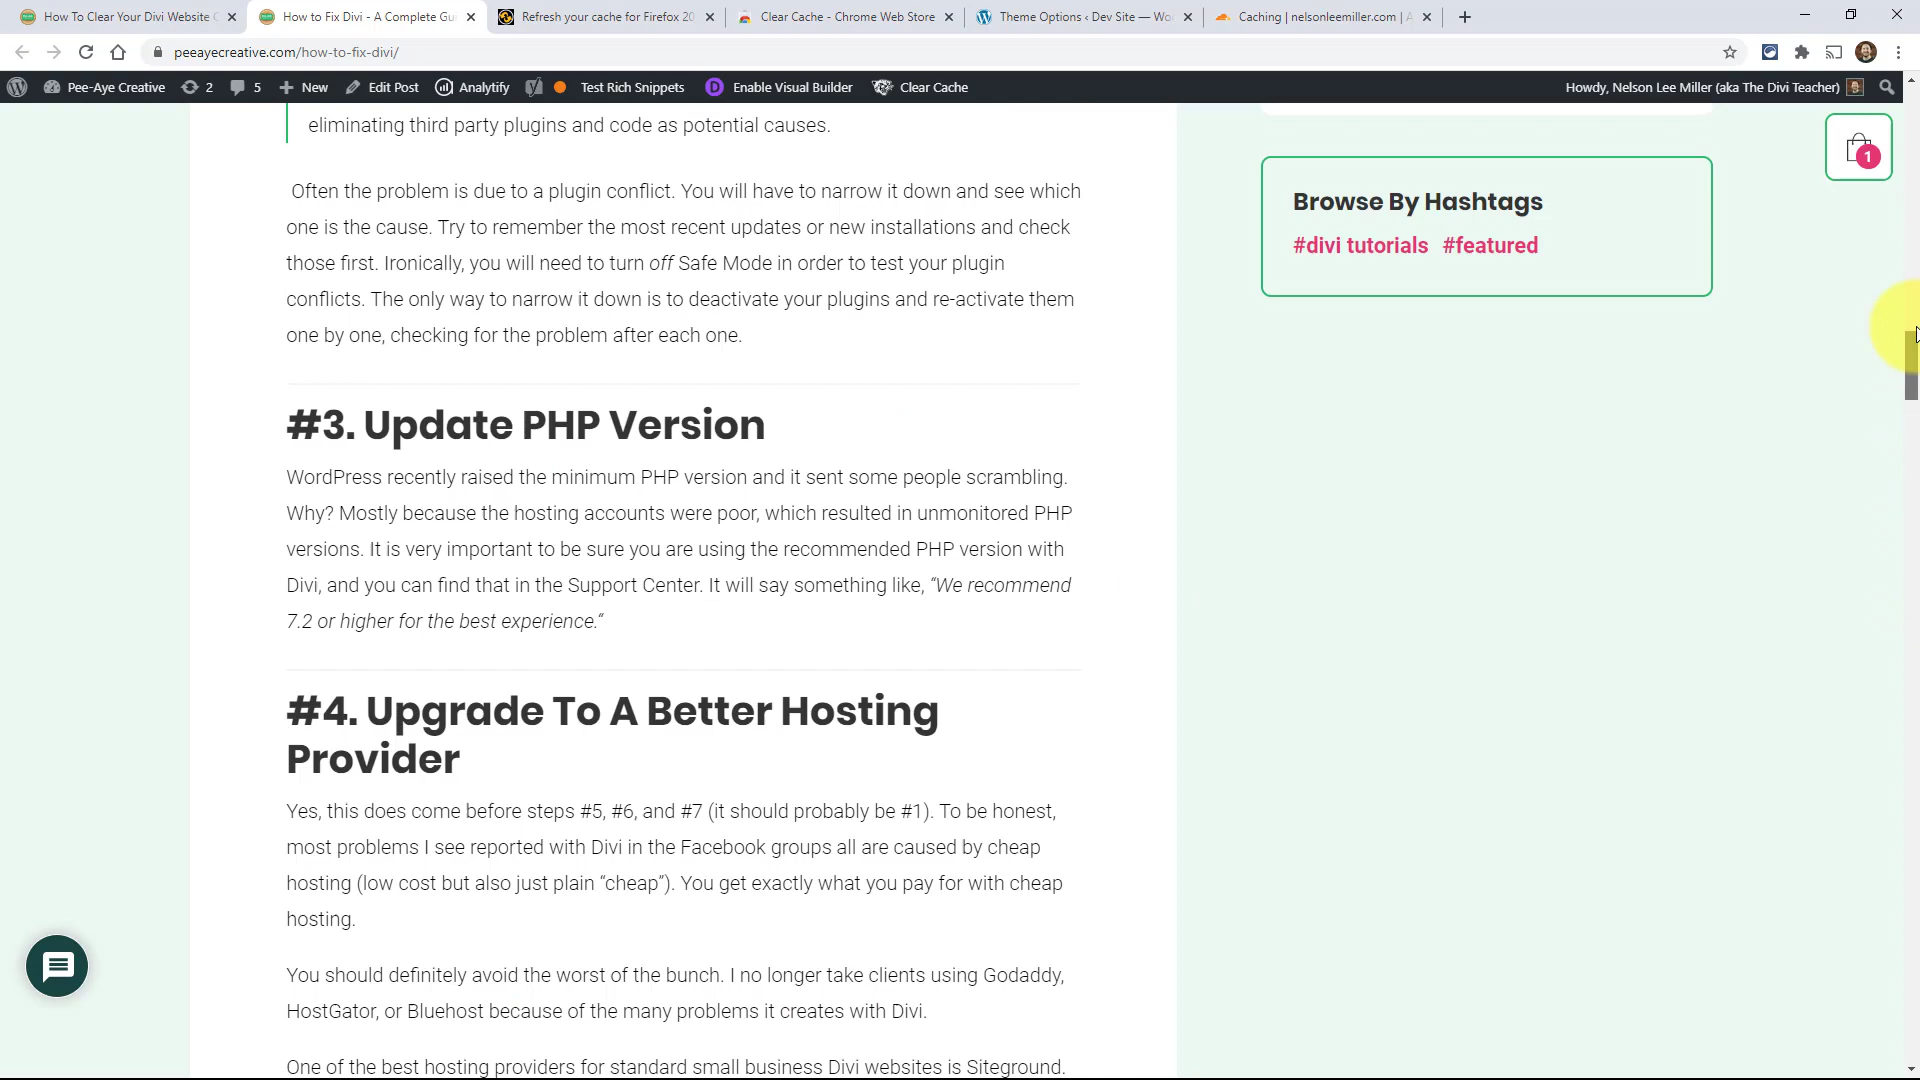 How To Clear Your Divi Website C
How to Fix Divi - A Complete Gui
Refresh your cache for Firefox 20
Clear Cache - Chrome Web Store
Theme Options ‹ Dev Site — Wo
Caching | nelsonleemiller.com | A
peeayecreative.com/how-to-fix-divi/
Pee-Aye Creative 2 5 New Edit Post Analytify Test Rich Snippets D Enable Visual Builder Clear Cache Howdy, Nelson Lee Miller (aka The Divi Teacher)
eliminating third party plugins and code as potential causes.
Often the problem is due to a plugin conflict. You will have to narrow it down and see which
one is the cause. Try to remember the most recent updates or new installations and check
those first. Ironically, you will need to turn off Safe Mode in order to test your plugin
conflicts. The only way to narrow it down is to deactivate your plugins and re-activate them
one by one, checking for the problem after each one.
#3. Update PHP Version
WordPress recently raised the minimum PHP version and it sent some people scrambling.
Why? Mostly because the hosting accounts were poor, which resulted in unmonitored PHP
versions. It is very important to be sure you are using the recommended PHP version with
Divi, and you can find that in the Support Center. It will say something like, “We recommend
7.2 or higher for the best experience.“
#4. Upgrade To A Better Hosting
Provider
Yes, this does come before steps #5, #6, and #7 (it should probably be #1). To be honest,
most problems I see reported with Divi in the Facebook groups all are caused by cheap
hosting (low cost but also just plain “cheap”). You get exactly what you pay for with cheap
hosting.
You should definitely avoid the worst of the bunch. I no longer take clients using Godaddy,
HostGator, or Bluehost because of the many problems it creates with Divi.
One of the best hosting providers for standard small business Divi websites is Siteground.
Browse By Hashtags
#divi tutorials #featured
1